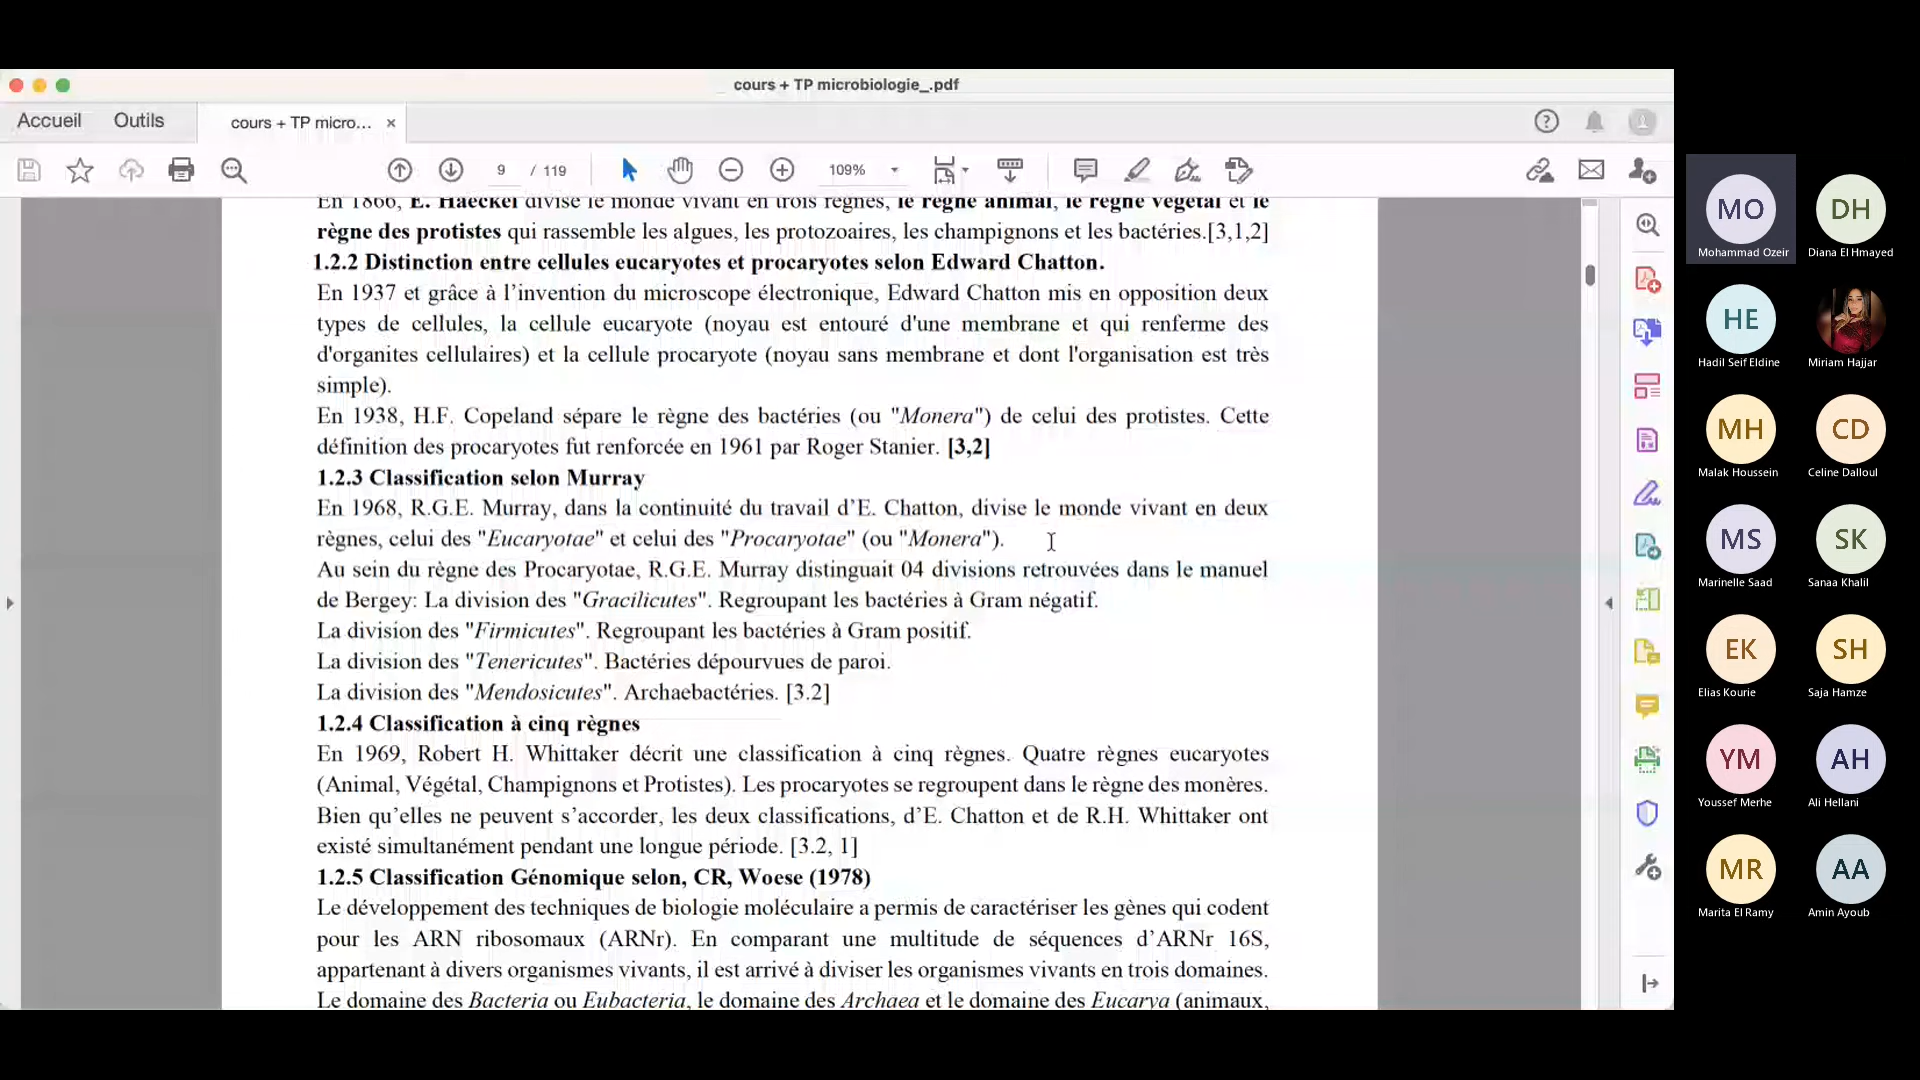 cours + TP microbiologie_.pdf
Accueil Outils cours + TP micro... ×
9 / 119 109%
En 1866, E. Haeckel divise le monde vivant en trois règnes, le règne animal, le règne végétal et le
règne des protistes qui rassemble les algues, les protozoaires, les champignons et les bactéries.[3,1,2]
1.2.2 Distinction entre cellules eucaryotes et procaryotes selon Edward Chatton.
En 1937 et grâce à l’invention du microscope électronique, Edward Chatton mis en opposition deux
types de cellules, la cellule eucaryote (noyau est entouré d'une membrane et qui renferme des
d'organites cellulaires) et la cellule procaryote (noyau sans membrane et dont l'organisation est très
simple).
En 1938, H.F. Copeland sépare le règne des bactéries (ou "Monera") de celui des protistes. Cette
définition des procaryotes fut renforcée en 1961 par Roger Stanier. [3,2]
1.2.3 Classification selon Murray
En 1968, R.G.E. Murray, dans la continuité du travail d’E. Chatton, divise le monde vivant en deux
règnes, celui des "Eucaryotae" et celui des "Procaryotae" (ou "Monera").
Au sein du règne des Procaryotae, R.G.E. Murray distinguait 04 divisions retrouvées dans le manuel
de Bergey: La division des "Gracilicutes". Regroupant les bactéries à Gram négatif.
La division des "Firmicutes". Regroupant les bactéries à Gram positif.
La division des "Tenericutes". Bactéries dépourvues de paroi.
La division des "Mendosicutes". Archaebactéries. [3.2]
1.2.4 Classification à cinq règnes
En 1969, Robert H. Whittaker décrit une classification à cinq règnes. Quatre règnes eucaryotes
(Animal, Végétal, Champignons et Protistes). Les procaryotes se regroupent dans le règne des monères.
Bien qu’elles ne peuvent s’accorder, les deux classifications, d’E. Chatton et de R.H. Whittaker ont
existé simultanément pendant une longue période. [3.2, 1]
1.2.5 Classification Génomique selon, CR, Woese (1978)
Le développement des techniques de biologie moléculaire a permis de caractériser les gènes qui codent
pour les ARN ribosomaux (ARNr). En comparant une multitude de séquences d’ARNr 16S,
appartenant à divers organismes vivants, il est arrivé à diviser les organismes vivants en trois domaines.
Le domaine des Bacteria ou Eubacteria, le domaine des Archaea et le domaine des Eucarya (animaux,
MO DH
Mohammad Ozeir Diana El Hmayed
HE
Hadil Seif Eldine Miriam Hajjar
MH CD
Malak Houssein Celine Dalloul
MS SK
Marinelle Saad Sanaa Khalil
EK SH
Elias Kourie Saja Hamze
YM AH
Youssef Merhe Ali Hellani
MR AA
Marita El Ramy Amin Ayoub